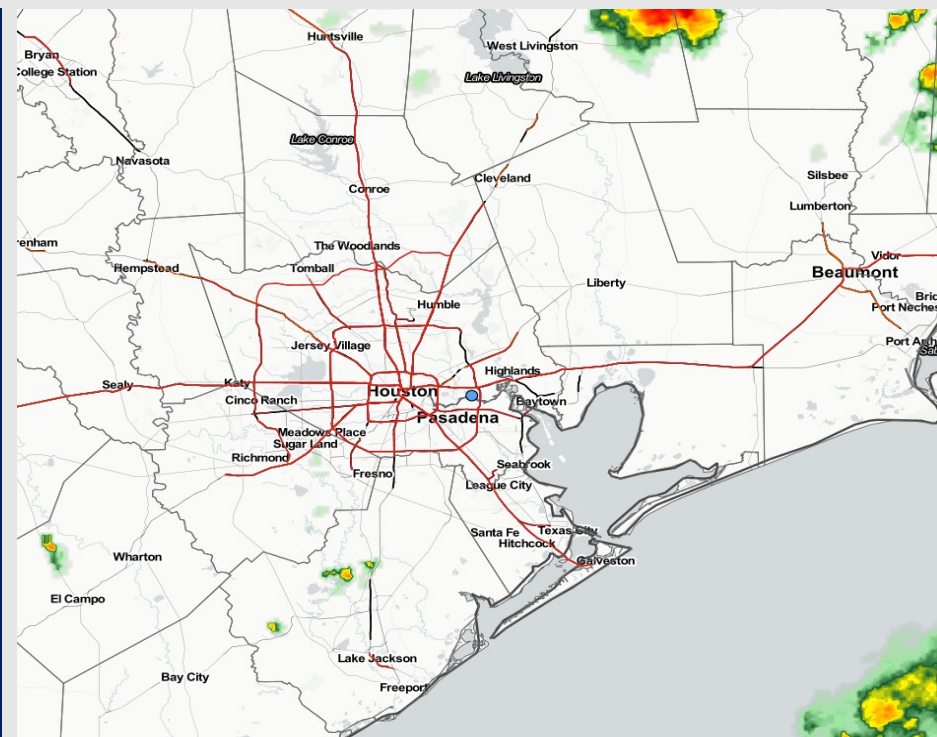 Huntsville
West Livingston
Bryan
College Station
Lake Livingston
Lake Conroe
Navasota
Silsbee
Cleveland
Conroe
Lumberton
The Woodlands
renham
Vidor
Hempstead
Tomball
Beaumont
Liberty
Humble
Port Neches
Jersey Village
Highlands
Sealy
Katy
Houston
Cinco Ranch
Baytown
Pasadena
Meadows Place
Sugar Land
Richmond
Seabrook
Fresno
League City
Santa Fe
Texas City
Hitchcock
Wharton
Galveston
El Campo
Lake Jackson
Bay City
Freeport